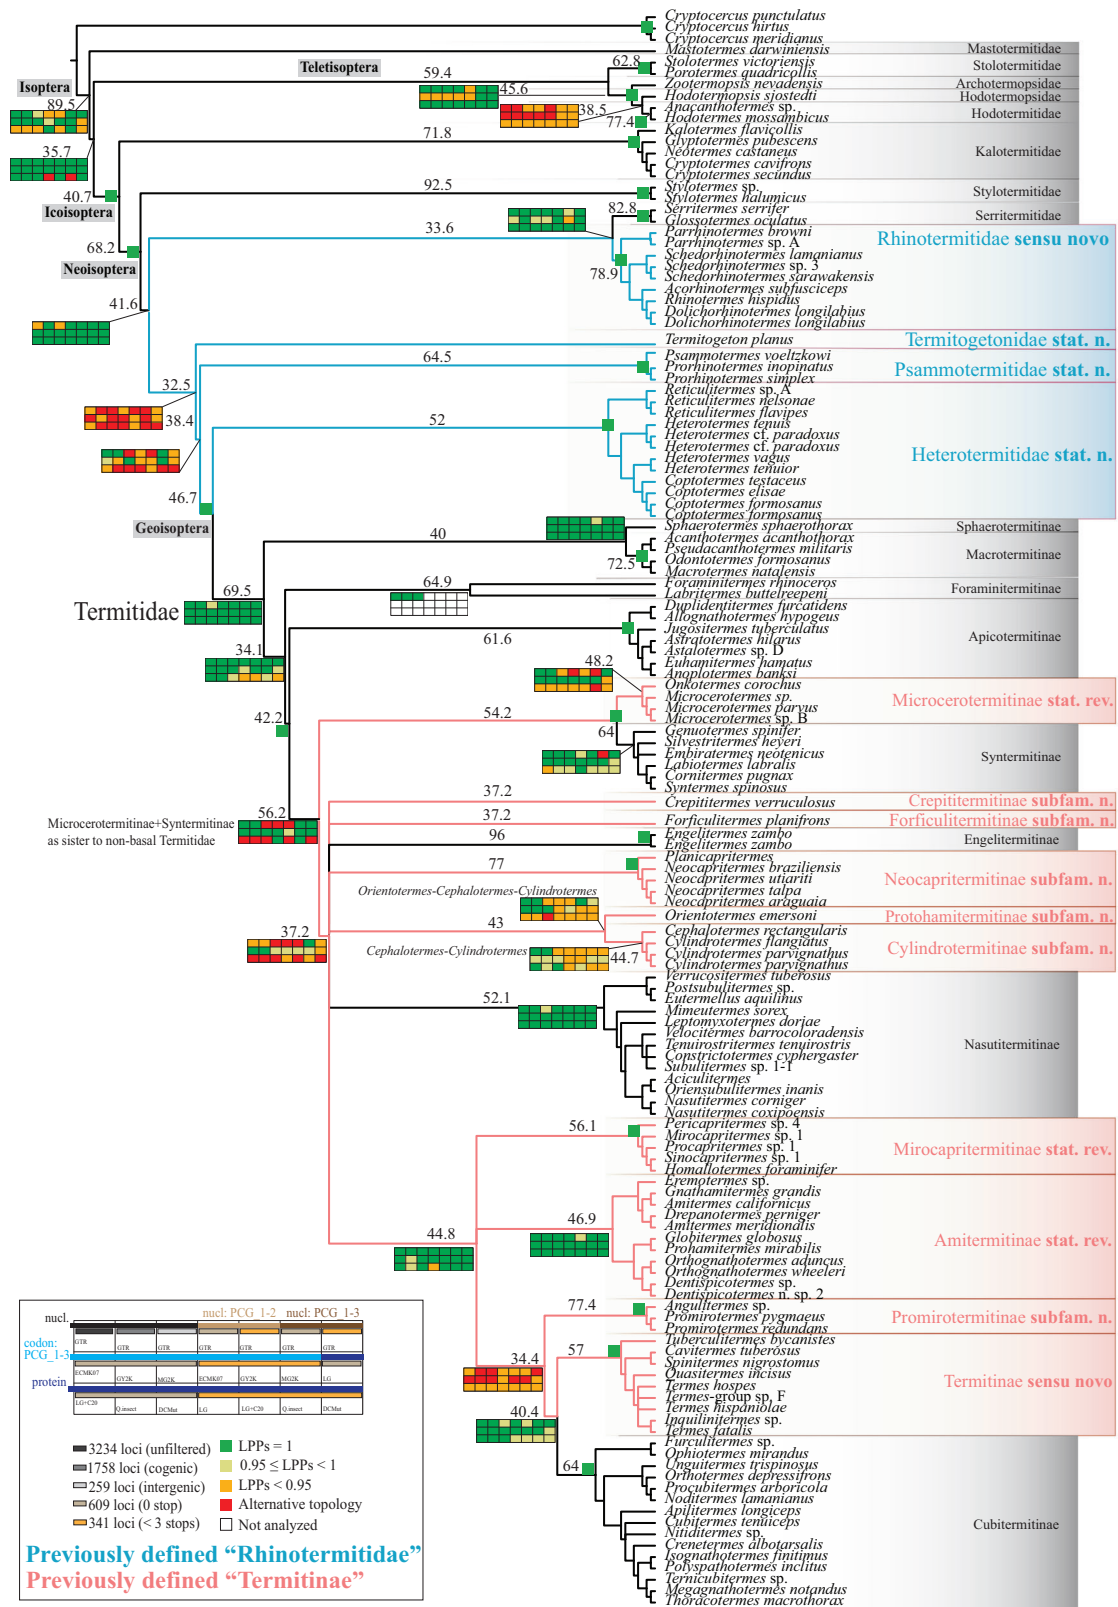 Cryptocercus punctulatus
Cryptocercus hirtus
Cryptocercus meridianus
Mastotermes darwiniensis
Mastotermitidae
Teletisoptera
62.8
Stolotermes victoriensis
Porotermes quadricollis
Stolotermitidae
Isoptera
59.4
45.6
Zootermopsis nevadensis
Archotermopsidae
89.5
Hodotermopsis sjostedti
Hodotermopsidae
38.5
Anacanthotermes sp.
Hodotermes mossambicus
Hodotermitidae
77.4
71.8
Kalotermes flavicollis
Glyptotermes pubescens
Neotermes castaneus
Cryptotermes cavifrons
Cryptotermes secundus
Kalotermitidae
35.7
40.7
Icoisoptera
92.5
Stylotermes sp.
Stylotermes halumicus
Stylotermitidae
82.8
Serritermes serrifer
Glossotermes oculatus
Serritermitidae
68.2
Neoisoptera
33.6
Parrhinotermes browni
Parrhinotermes sp. A
Schedorhinotermes lamanianus
Schedorhinotermes sp. 3
Schedorhinotermes sarawakensis
Acorhinotermes subfusciceps
Rhinotermes hispidus
Dolichorhinotermes longilabius
Dolichorhinotermes longilabius
Rhinotermitidae sensu novo
78.9
41.6
Termitogeton planus
Termitogetonidae stat. n.
64.5
Psammotermes voeltzkowi
Prorhinotermes inopinatus
Prorhinotermes simplex
Psammotermitidae stat. n.
32.5
38.4
52
Reticulitermes sp. A
Reticulitermes nelsonae
Reticulitermes flavipes
Heterotermes tenuis
Heterotermes cf. paradoxus
Heterotermes cf. paradoxus
Heterotermes vagus
Heterotermes tenuior
Coptotermes testaceus
Coptotermes elisae
Coptotermes formosanus
Coptotermes formosanus
Heterotermitidae stat. n.
46.7
Geoisoptera
40
Sphaerotermes sphaerothorax
Sphaerotermitinae
Acanthotermes acanthothorax
Pseudacanthotermes militaris
Odontotermes formosanus
Macrotermes natalensis
Macrotermitinae
72.5
69.5
Termitidae
64.9
Foraminitermes rhinoceros
Labritermes buttelreepeni
Foraminitermitinae
34.1
61.6
Duplidentitermes furcatidens
Allognathotermes hypogeus
Jugositermes tuberculatus
Astratotermes hilarus
Astalotermes sp. D
Euhamitermes hamatus
Anoplotermes banksi
Apicotermitinae
48.2
Onkotermes corochus
Microcerotermes sp.
Microcerotermes parvus
Microcerotermes sp. B
Microcerotermitinae stat. rev.
54.2
42.2
64
Genuotermes spinifer
Silvestritermes heyeri
Embiratermes neotenicus
Labiotermes labralis
Cornitermes pugnax
Syntermes spinosus
Syntermitinae
56.2
Microcerotermitinae+Syntermitinae
as sister to non-basal Termitidae
37.2
Crepititermes verruculosus
Crepititermitinae subfam. n.
37.2
Forficulitermes planifrons
Forficulitermitinae subfam. n.
96
Engelitermes zambo
Engelitermes zambo
Engelitermitinae
77
Planicapritermes
Neocapritermes braziliensis
Neocapritermes utiariti
Neocapritermes talpa
Neocapritermes araguaia
Neocapritermitinae subfam. n.
Orientotermes-Cephalotermes-Cylindrotermes
43
Orientotermes emersoni
Protohamitermitinae subfam. n.
37.2
Cephalotermes-Cylindrotermes
44.7
Cephalotermes rectangularis
Cylindrotermes flangiatus
Cylindrotermes parvignathus
Cylindrotermes parvignathus
Cylindrotermitinae subfam. n.
52.1
Verrucositermes tuberosus
Postsubulitermes sp.
Eutermellus aquilinus
Mimeutermes sorex
Leptomyxotermes doriae
Velocitermes barrocoloradensis
Tenuirostritermes tenuirostris
Constrictotermes cyphergaster
Subulitermes sp. 1-1
Aciculitermes
Oriensubulitermes inanis
Nasutitermes corniger
Nasutitermes coxipoensis
Nasutitermitinae
56.1
Pericapritermes sp. 4
Mirocapritermes sp. 1
Procapritermes sp. 1
Sinocapritermes sp. 1
Homallotermes foraminifer
Mirocapritermitinae stat. rev.
44.8
46.9
Eremotermes sp.
Gnathamitermes grandis
Amitermes californicus
Drepanotermes perniger
Amitermes meridionalis
Globitermes globosus
Prohamitermes mirabilis
Orthognathotermes aduncus
Orthognathotermes wheeleri
Dentispicotermes sp.
Dentispicotermes n. sp. 2
Amitermitinae stat. rev.
77.4
Angulitermes sp.
Promirotermes pygmaeus
Promirotermes redundans
Promirotermitinae subfam. n.
34.4
57
Tuberculitermes bycanistes
Cavitermes tuberosus
Spinitermes nigrostomus
Quasitermes incisus
Termes hospes
Termes-group sp. F
Termes hispaniolae
Inquilinitermes sp.
Termes fatalis
Termitinae sensu novo
40.4
64
Furculitermes sp.
Ophiotermes mirandus
Unguitermes trispinosus
Orthotermes depressifrons
Procubitermes arboricola
Noditermes lamanianus
Apilitermes longiceps
Cubitermes tenuiceps
Nitiditermes sp.
Crenetermes albotarsalis
Isognathotermes finitimus
Polyspathotermes inclitus
Ternicubitermes sp.
Megagnathotermes notandus
Thoracotermes macrothorax
Cubitermitinae
nucl: PCG_1-2 nucl: PCG_1-3
nucl.
GTR GTR GTR GTR GTR GTR GTR
codon:
PCG_1-3
ECMK07 GY2K MG2K ECMK07 GY2K MG2K LG
protein
LG+C20 Q.insect DCMut LG LG+C20 Q.insect DCMut
3234 loci (unfiltered)
1758 loci (cogenic)
259 loci (intergenic)
609 loci (0 stop)
341 loci (< 3 stops)
LPPs = 1
0.95 ≤ LPPs < 1
LPPs < 0.95
Alternative topology
Not analyzed
Previously defined “Rhinotermitidae”
Previously defined “Termitinae”